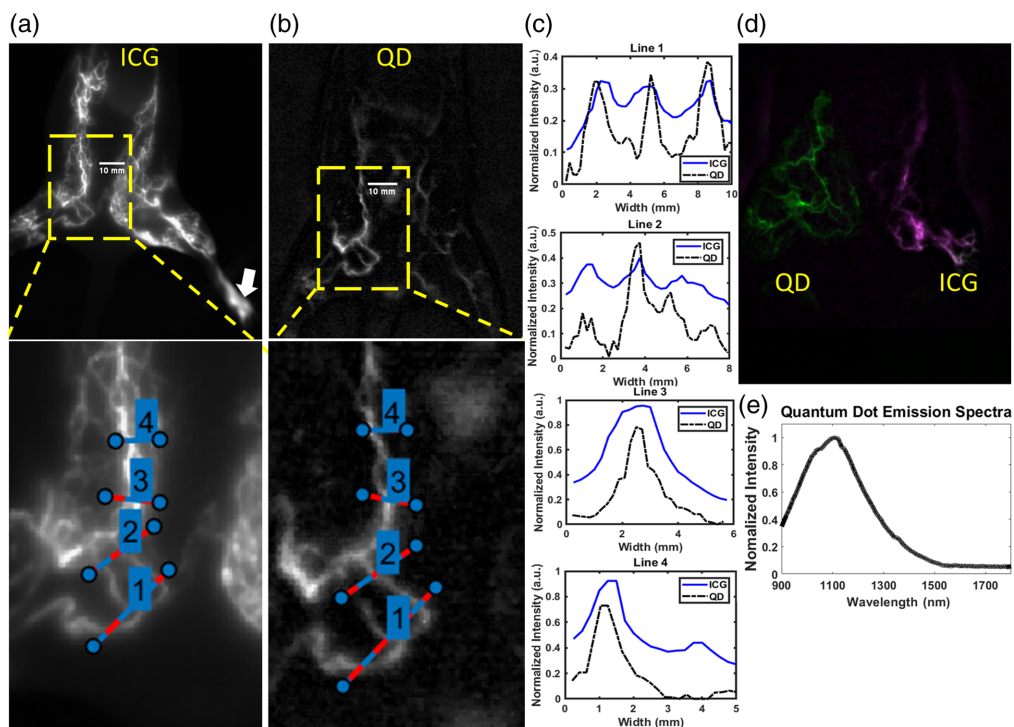 (a)
ICG
10 mm
4
3
2
1
(b)
QD
10 mm
4
3
2
1
(c)
Line 1
Normalized Intensity (a.u.)
0.4
0.3
0.2
0.1
0
ICG
QD
2 4 6 8 10
Width (mm)
Line 2
Normalized Intensity (a.u.)
0.5
0.4
0.3
0.2
0.1
0
ICG
QD
0 2 4 6 8
Width (mm)
Line 3
Normalized Intensity (a.u.)
1
0.8
0.6
0.4
0.2
0
ICG
QD
0 2 4 6
Width (mm)
Line 4
Normalized Intensity (a.u.)
1
0.8
0.6
0.4
0.2
0
ICG
QD
0 1 2 3 4 5
Width (mm)
(d)
QD
ICG
(e)
Quantum Dot Emission Spectra
Nomalized Intensity
1
0.8
0.6
0.4
0.2
0
900 1100 1300 1500 1700
Wavelength (nm)